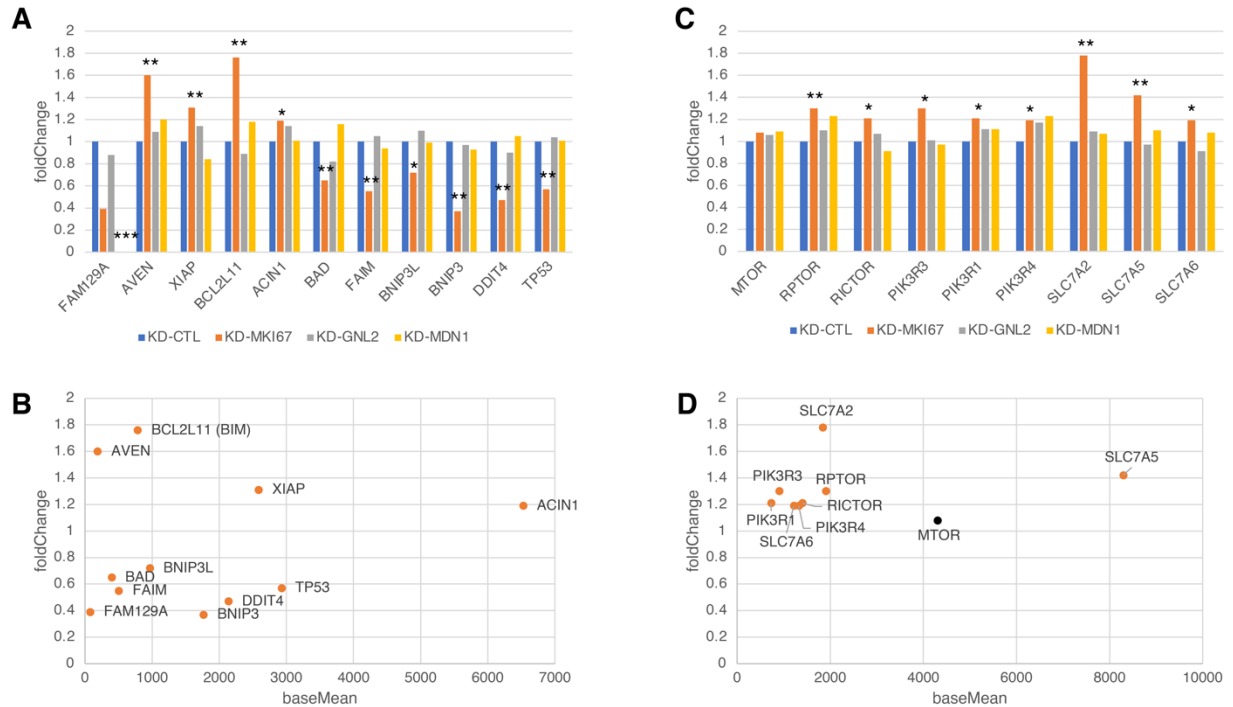 A
2
1.8
1.6
1.4
1.2
1
0.8
0.6
0.4
0.2
0
foldChange
***
**
**
**
*
**
**
*
**
**
**
FAM129A
AVEN
XIAP
BCL2L11
ACIN1
BAD
FAIM
BNIP3L
BNIP3
DDIT4
TP53
KD-CTL KD-MKI67 KD-GNL2 KD-MDN1
C
2
1.8
1.6
1.4
1.2
1
0.8
0.6
0.4
0.2
0
foldChange
**
*
*
*
*
**
**
*
MTOR
RPTOR
RICTOR
PIK3R3
PIK3R1
PIK3R4
SLC7A2
SLC7A5
SLC7A6
KD-CTL KD-MKI67 KD-GNL2 KD-MDN1
B
2
1.8
1.6
1.4
1.2
1
0.8
0.6
0.4
0.2
0
foldChange
BCL2L11 (BIM)
AVEN
XIAP
ACIN1
BNIP3L
BAD
FAIM
TP53
DDIT4
FAM129A
BNIP3
0 1000 2000 3000 4000 5000 6000 7000
baseMean
D
2
1.8
1.6
1.4
1.2
1
0.8
0.6
0.4
0.2
0
foldChange
SLC7A2
SLC7A5
PIK3R3
RPTOR
RICTOR
PIK3R1
PIK3R4
SLC7A6
MTOR
0 2000 4000 6000 8000 10000
baseMean